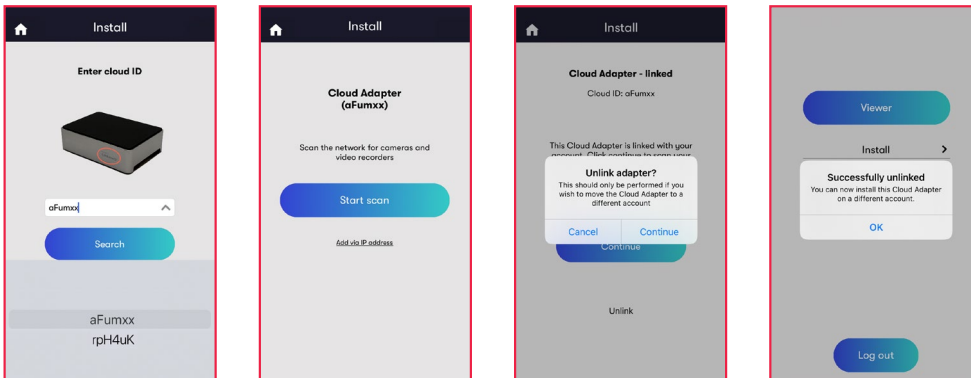 Install
Enter cloud ID
aFumxx
Search
aFumxx
rpH4uK
Install
Cloud Adapter
(aFumxx)
Scan the network for cameras and
video recorders
Start scan
Add via IP address
Install
Cloud Adapter - linked
Cloud ID: aFumxx
This Cloud Adapter is linked with your
account. Click continue to scan your
Unlink adapter?
This should only be performed if you
wish to move the Cloud Adapter to a
different account
Cancel Continue
Continue
Unlink
Viewer
Install >
Successfully unlinked
You can now install this Cloud Adapter
on a different account.
OK
Log out